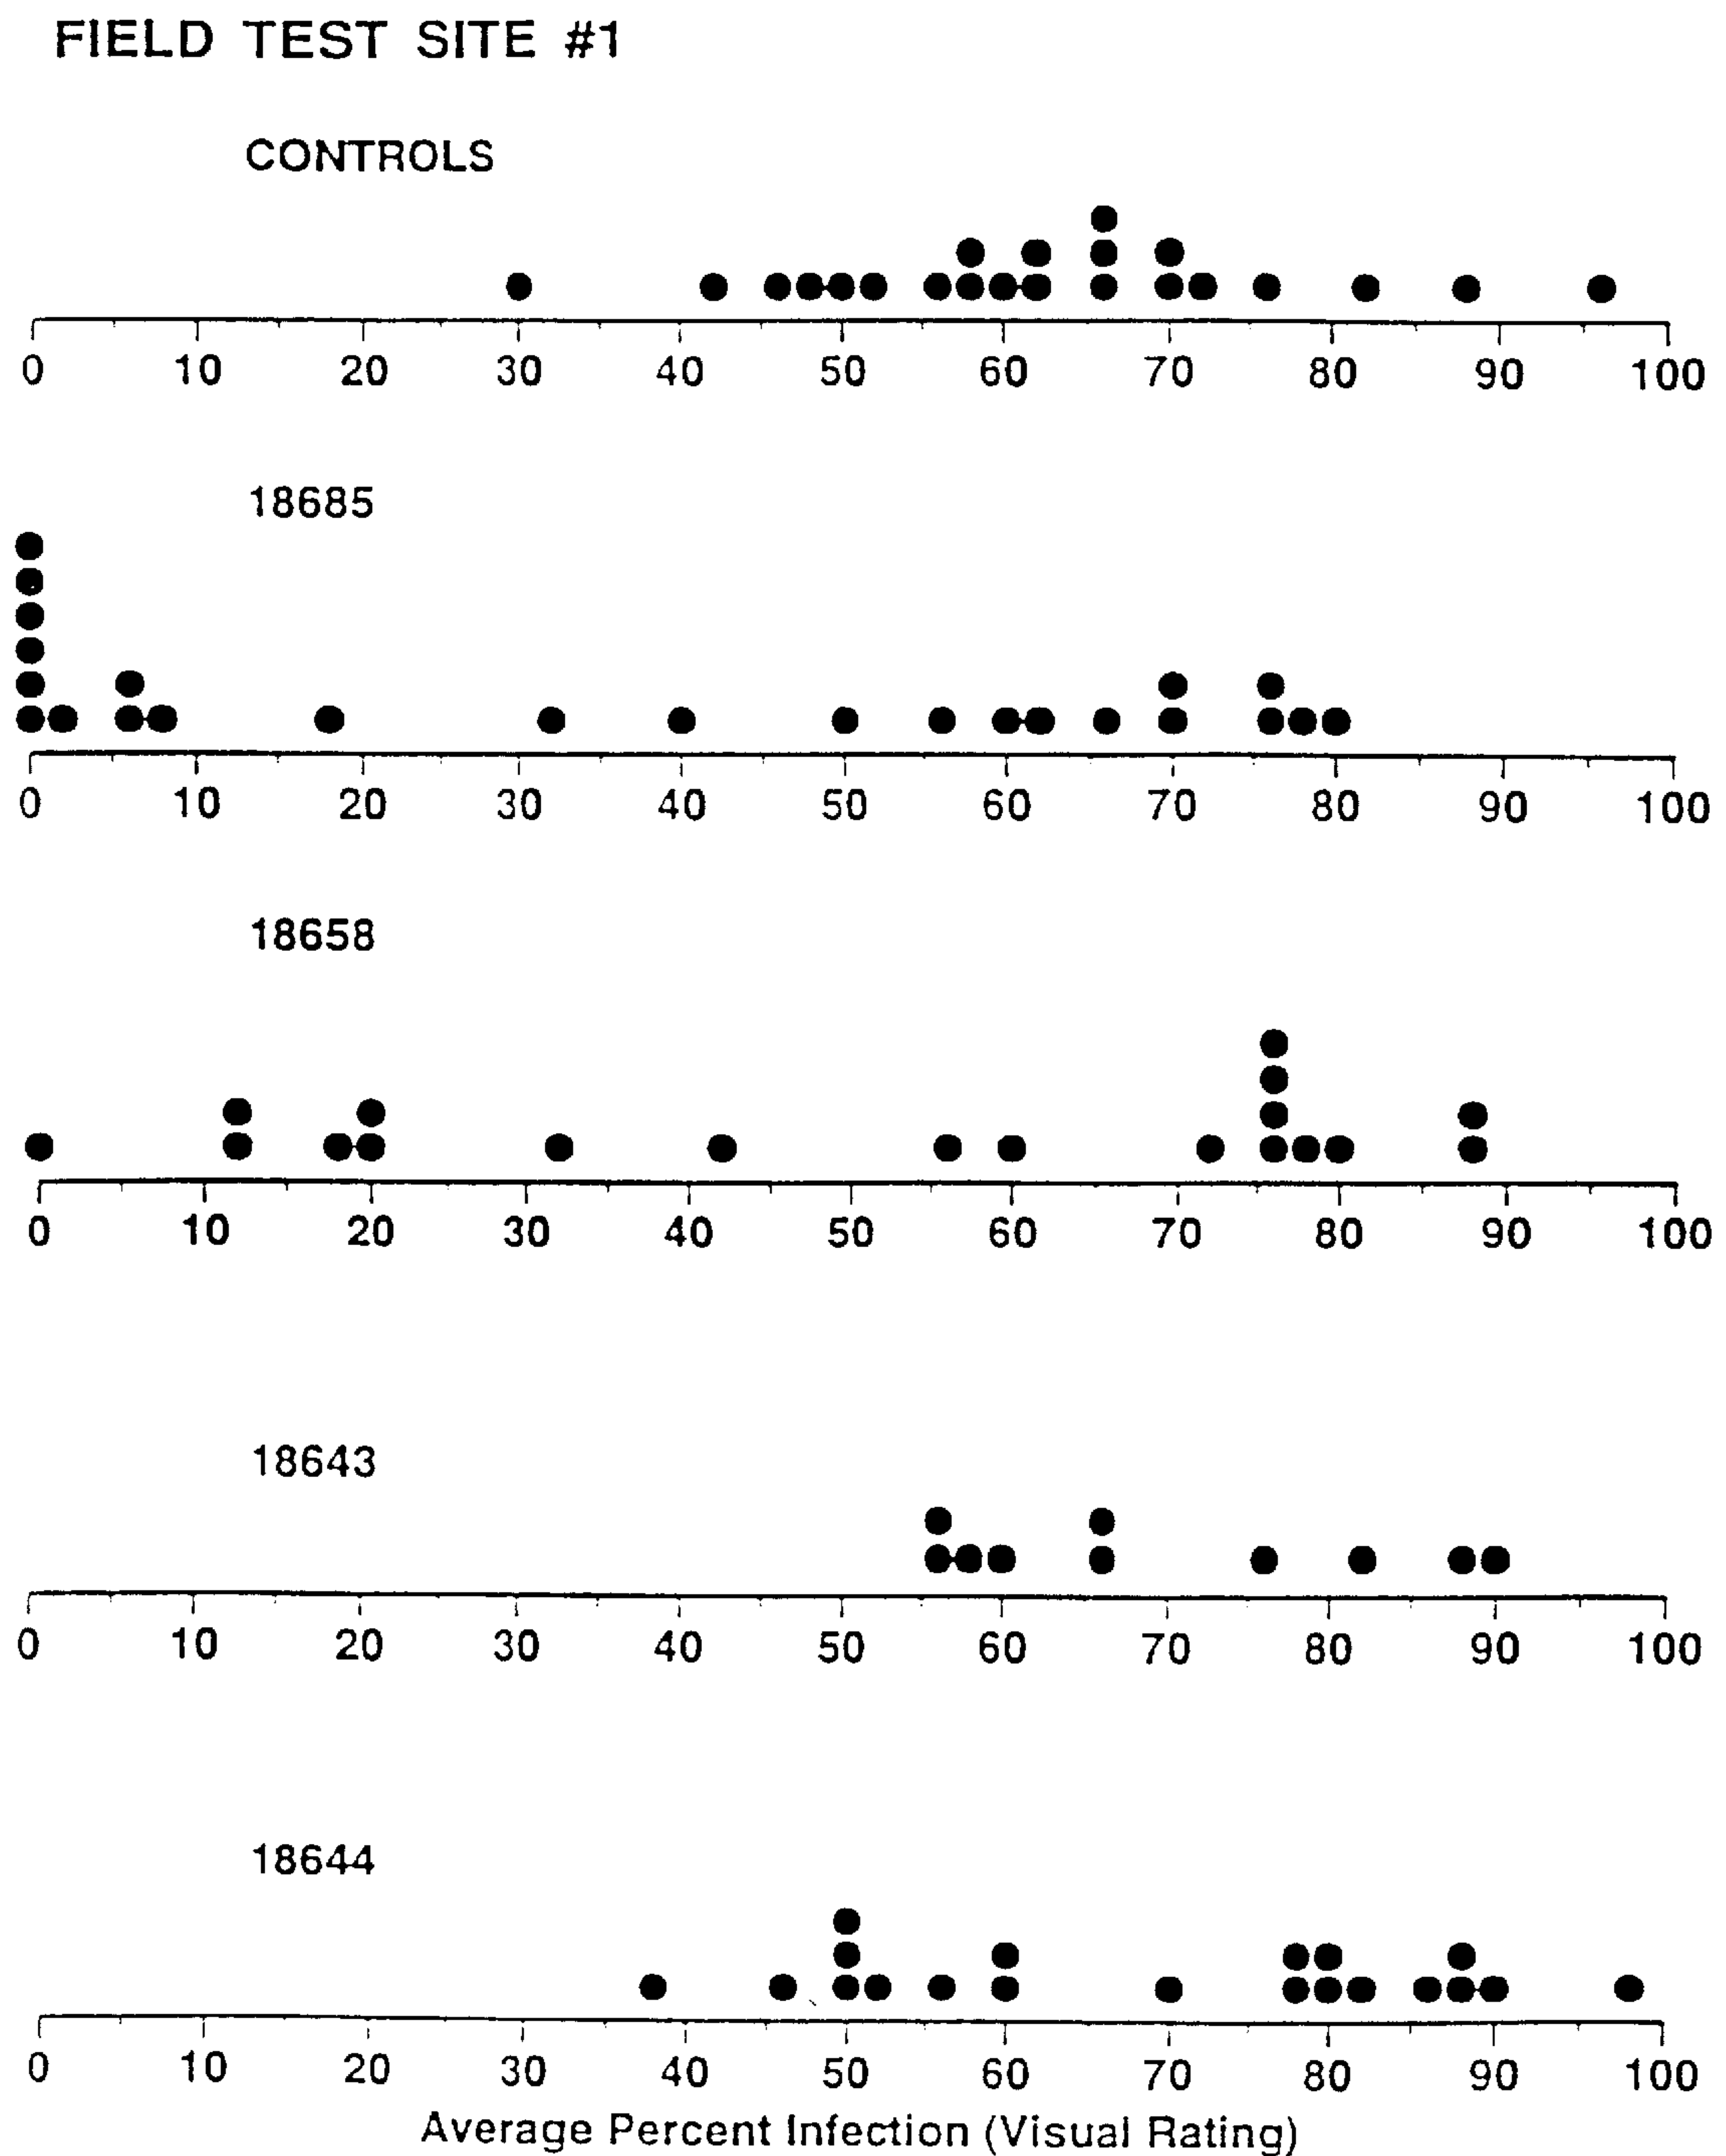 FIELD TEST SITE #1
CONTROLS
0 10 20 30 40 50 60 70 80 90 100
18685
0 10 20 30 40 50 60 70 80 90 100
18658
0 10 20 30 40 50 60 70 80 90 100
18643
0 10 20 30 40 50 60 70 80 90 100
18644
0 10 20 30 40 50 60 70 80 90 100
Average Percent Infection (Visual Rating)